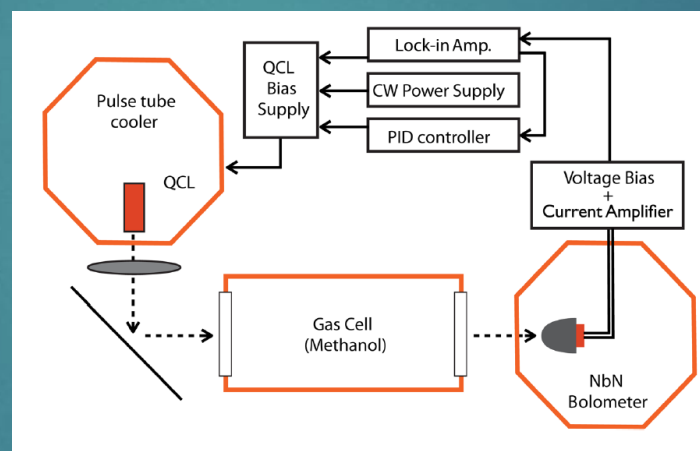 Pulse tube
cooler
QCL
QCL
Bias
Supply
Lock-in Amp.
CW Power Supply
PID controller
Voltage Bias
+
Current Amplifier
Gas Cell
(Methanol)
NbN
Bolometer